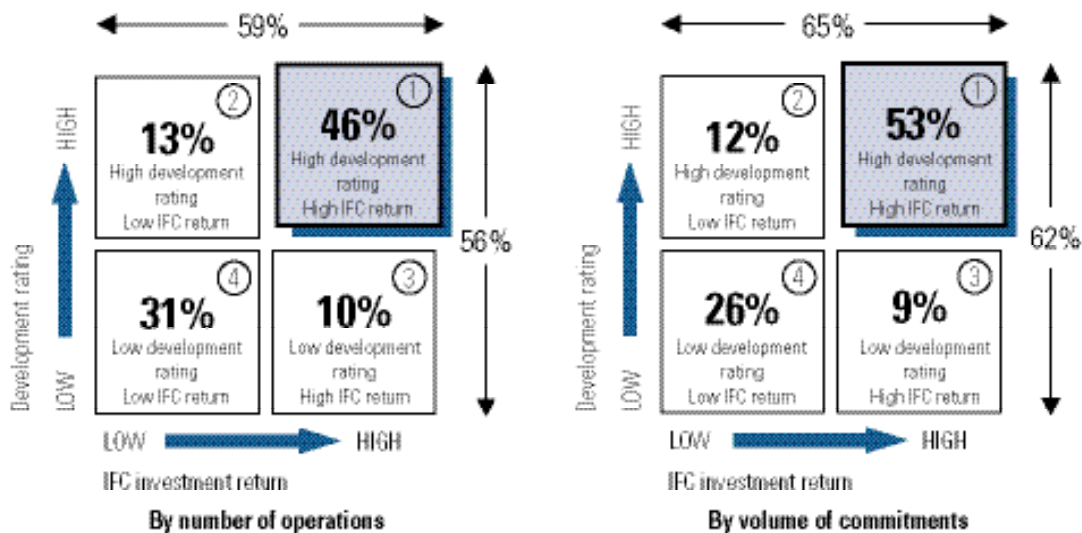 59%
②
13%
High development
rating
Low IFC return
①
46%
High development
rating
High IFC return
④
31%
Low development
rating
Low IFC return
③
10%
Low development
rating
High IFC return
56%
HIGH
LOW
Development rating
LOW
HIGH
IFC investment return
By number of operations
65%
②
12%
High development
rating
Low IFC return
①
53%
High development
rating
High IFC return
④
26%
Low development
rating
Low IFC return
③
9%
Low development
rating
High IFC return
62%
HIGH
LOW
Development rating
LOW
HIGH
IFC investment return
By volume of commitments